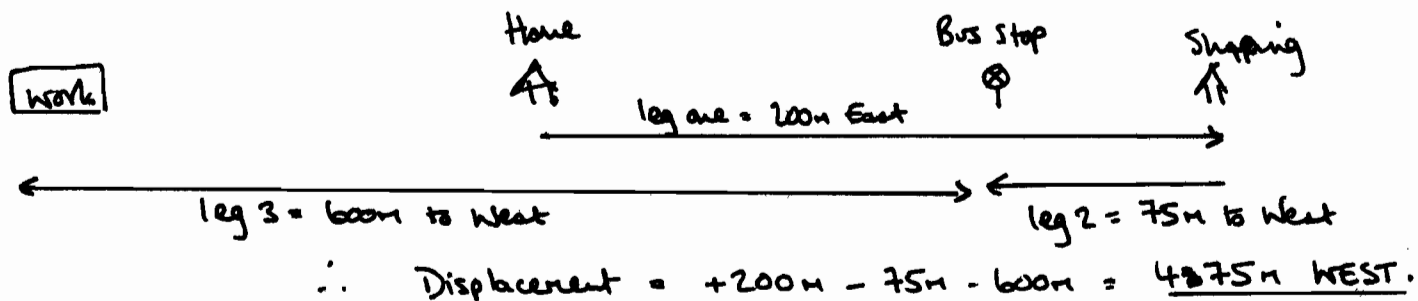 Home
Bus Stop
Shopping
work
leg one = 200m East
leg 3 = 600m to West
leg 2 = 75m to West
∴ Displacement = +200m - 75m - 600m = 475m WEST.